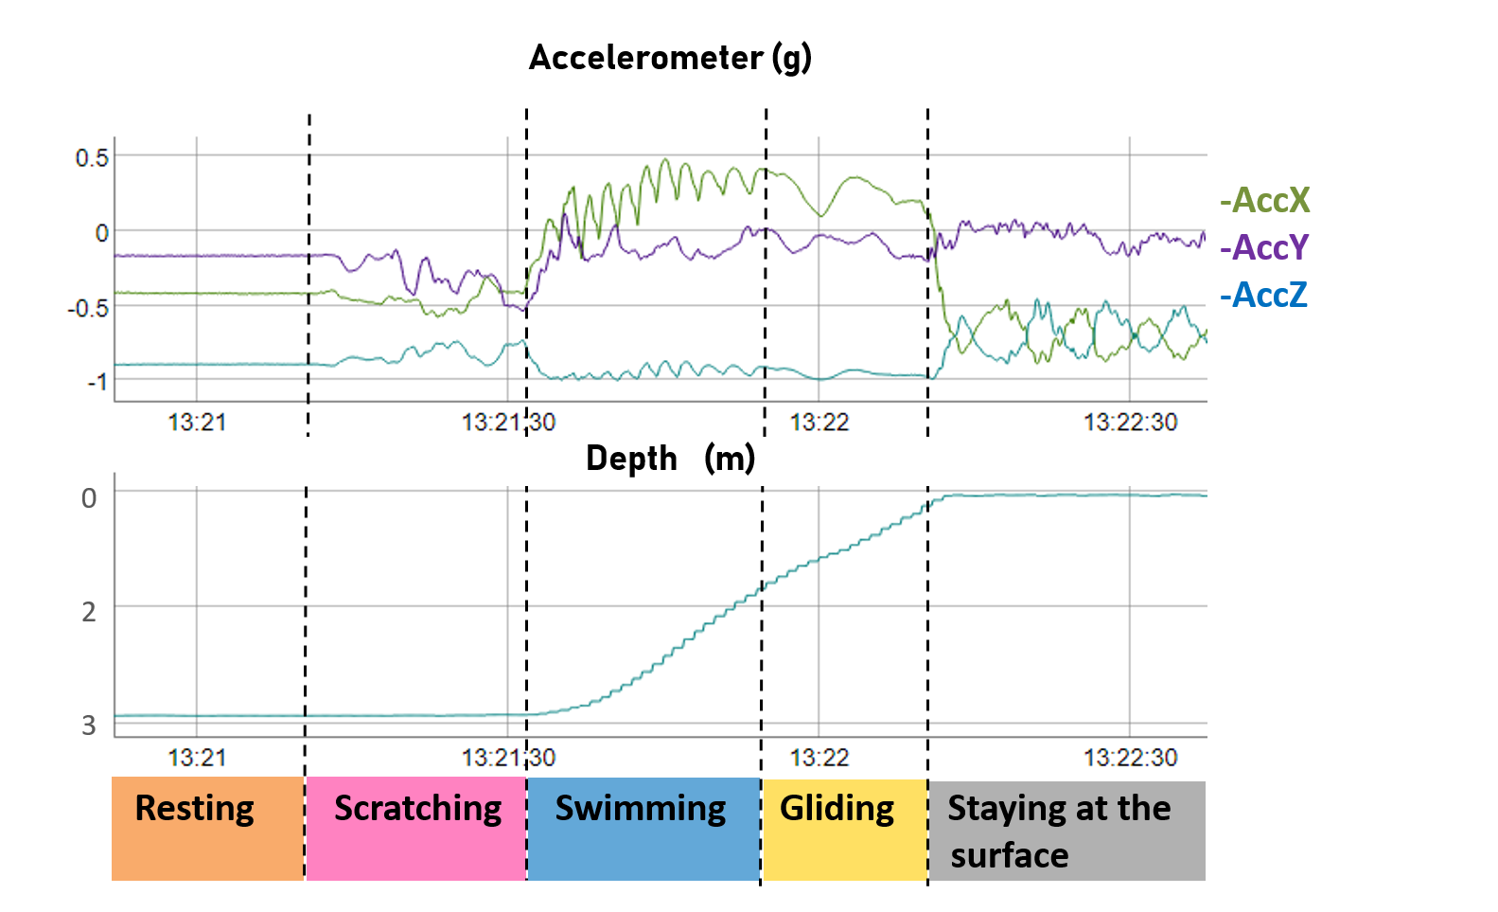 Accelerometer (g)
0.5
0
-0.5
-1
-AccX
-AccY
-AccZ
13:21
13:21:30
13:22
13:22:30
Depth (m)
0
2
3
13:21
13:21:30
13:22
13:22:30
Resting
Scratching
Swimming
Gliding
Staying at the
surface